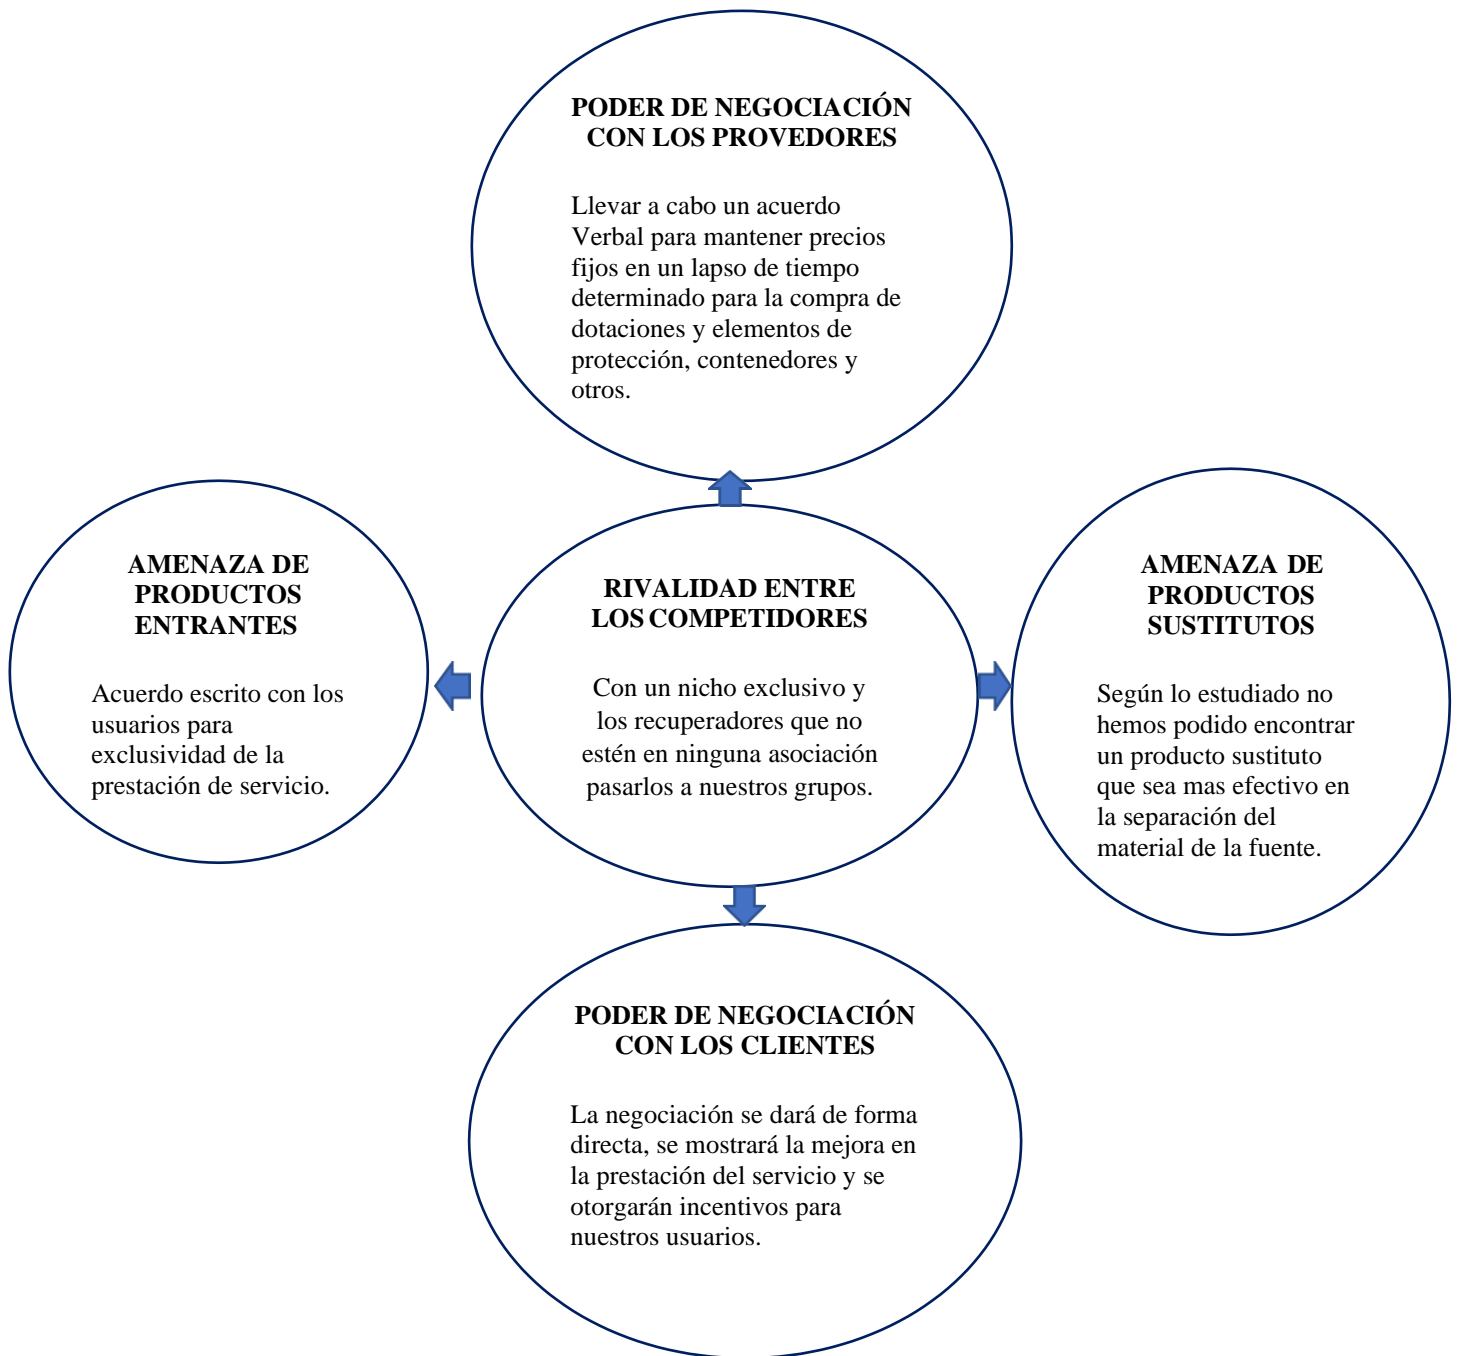 PODER DE NEGOCIACIÓN
CON LOS PROVEDORES
Llevar a cabo un acuerdo
Verbal para mantener precios
fijos en un lapso de tiempo
determinado para la compra de
dotaciones y elementos de
protección, contenedores y
otros.
AMENAZA DE
PRODUCTOS
ENTRANTES
Acuerdo escrito con los
usuarios para
exclusividad de la
prestación de servicio.
RIVALIDAD ENTRE
LOS COMPETIDORES
Con un nicho exclusivo y
los recuperadores que no
estén en ninguna asociación
pasarlos a nuestros grupos.
AMENAZA DE
PRODUCTOS
SUSTITUTOS
Según lo estudiado no
hemos podido encontrar
un producto sustituto
que sea mas efectivo en
la separación del
material de la fuente.
PODER DE NEGOCIACIÓN
CON LOS CLIENTES
La negociación se dará de forma
directa, se mostrará la mejora en
la prestación del servicio y se
otorgarán incentivos para
nuestros usuarios.